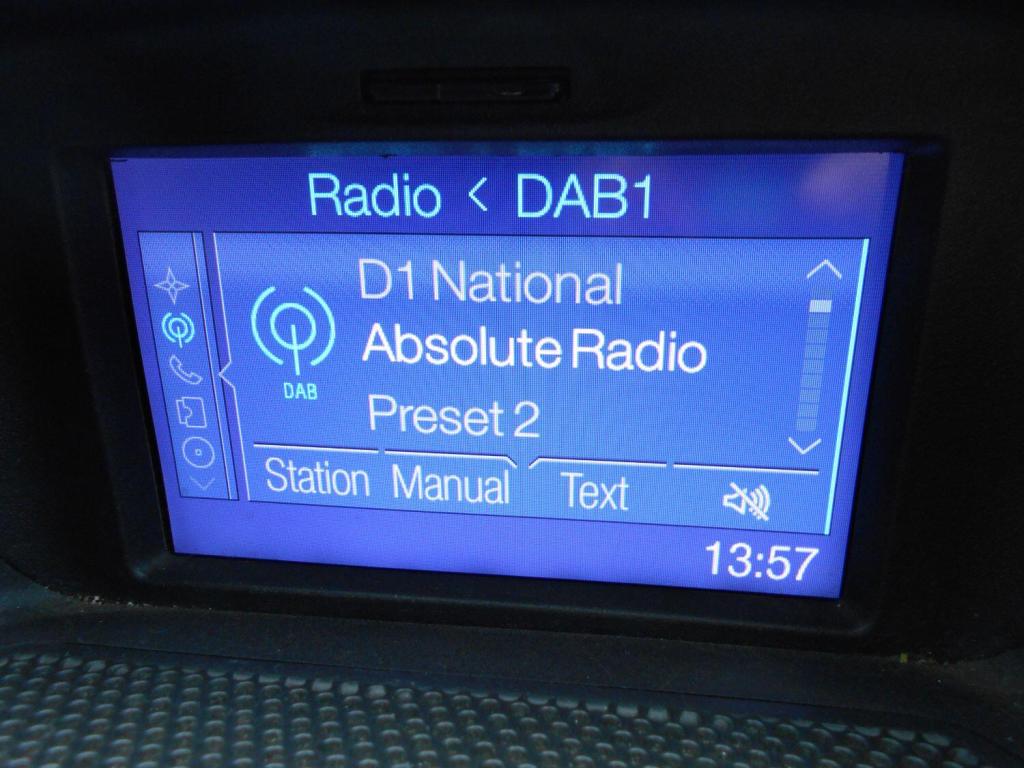 Radio < DAB1
D1 National
Absolute Radio
DAB
Preset 2
Station Manual Text
13:57